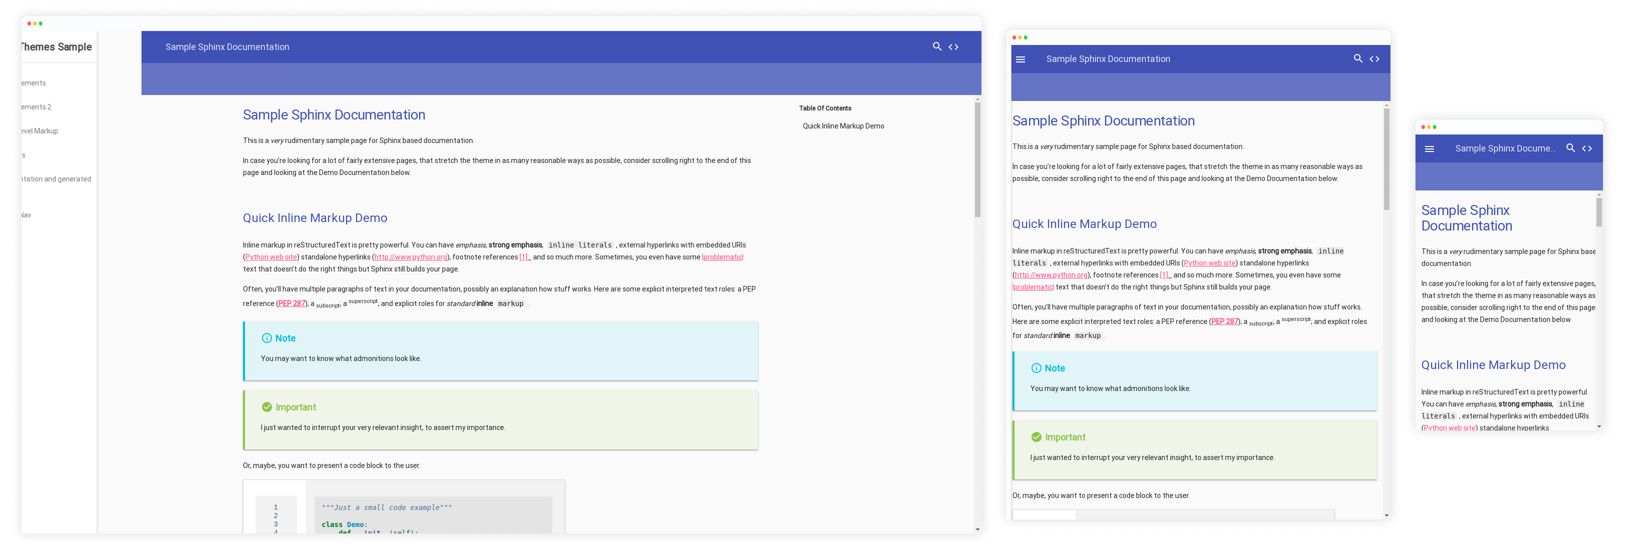 Themes Sample
ements
ements 2
evel Markup
s
ntation and generated
Nav
Sample Sphinx Documentation
Sample Sphinx Documentation
This is a very rudimentary sample page for Sphinx based documentation.
In case you're looking for a lot of fairly extensive pages, that stretch the theme in as many reasonable ways as possible, consider scrolling right to the end of this
page and looking at the Demo Documentation below.
Quick Inline Markup Demo
Inline markup in reStructuredText is pretty powerful. You can have emphasis, strong emphasis, inline literals , external hyperlinks with embedded URIs
(Python web site) standalone hyperlinks (http://www.python.org), footnote references [1]_ and so much more. Sometimes, you even have some |problematic|
text that doesn't do the right things but Sphinx still builds your page.
Often, you'll have multiple paragraphs of text in your documentation, possibly an explanation how stuff works. Here are some explicit interpreted text roles: a PEP
reference (PEP 287); a subscript, a superscript; and explicit roles for standard inline markup .
Note
You may want to know what admonitions look like.
Important
I just wanted to interrupt your very relevant insight, to assert my importance.
Or, maybe, you want to present a code block to the user.
1 """Just a small code example"""
2
3 class Demo:
4 def __init__(self):
Table Of Contents
Quick Inline Markup Demo
Sample Sphinx Documentation
Sample Sphinx Documentation
This is a very rudimentary sample page for Sphinx based documentation.
In case you're looking for a lot of fairly extensive pages, that stretch the theme in as many reasonable ways as
possible, consider scrolling right to the end of this page and looking at the Demo Documentation below.
Quick Inline Markup Demo
Inline markup in reStructuredText is pretty powerful. You can have emphasis, strong emphasis, inline
literals , external hyperlinks with embedded URIs (Python web site) standalone hyperlinks
(http://www.python.org), footnote references [1]_ and so much more. Sometimes, you even have some
|problematic| text that doesn't do the right things but Sphinx still builds your page.
Often, you'll have multiple paragraphs of text in your documentation, possibly an explanation how stuff works.
Here are some explicit interpreted text roles: a PEP reference (PEP 287); a subscript, a superscript; and explicit roles
for standard inline markup .
Note
You may want to know what admonitions look like.
Important
I just wanted to interrupt your very relevant insight, to assert my importance.
Or, maybe, you want to present a code block to the user.
Sample Sphinx Docume...
Sample Sphinx
Documentation
This is a very rudimentary sample page for Sphinx base
documentation.
In case you're looking for a lot of fairly extensive pages,
that stretch the theme in as many reasonable ways as
possible, consider scrolling right to the end of this page
and looking at the Demo Documentation below.
Quick Inline Markup Demo
Inline markup in reStructuredText is pretty powerful.
You can have emphasis, strong emphasis, inline
literals , external hyperlinks with embedded URIs
(Python web site) standalone hyperlinks